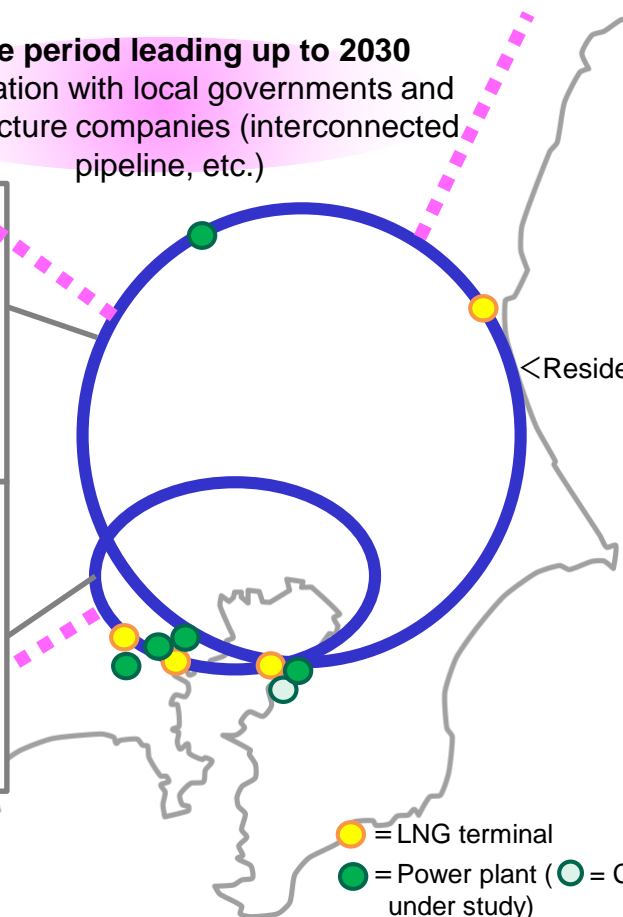 e period leading up to 2030
ation with local governments and
cture companies (interconnected
pipeline, etc.)
<Reside
= LNG terminal
= Power plant ( = C
under study)